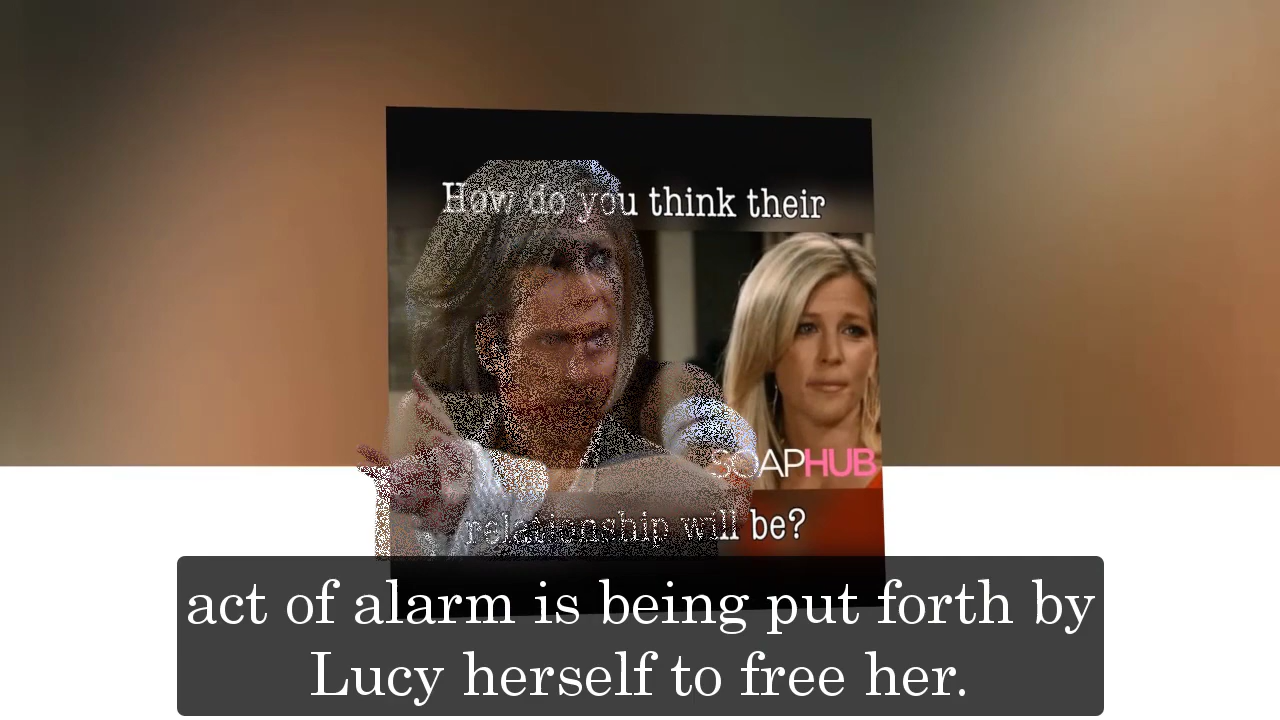 How do you think their
SOAPHUB
relationship will be?
act of alarm is being put forth by
Lucy herself to free her.